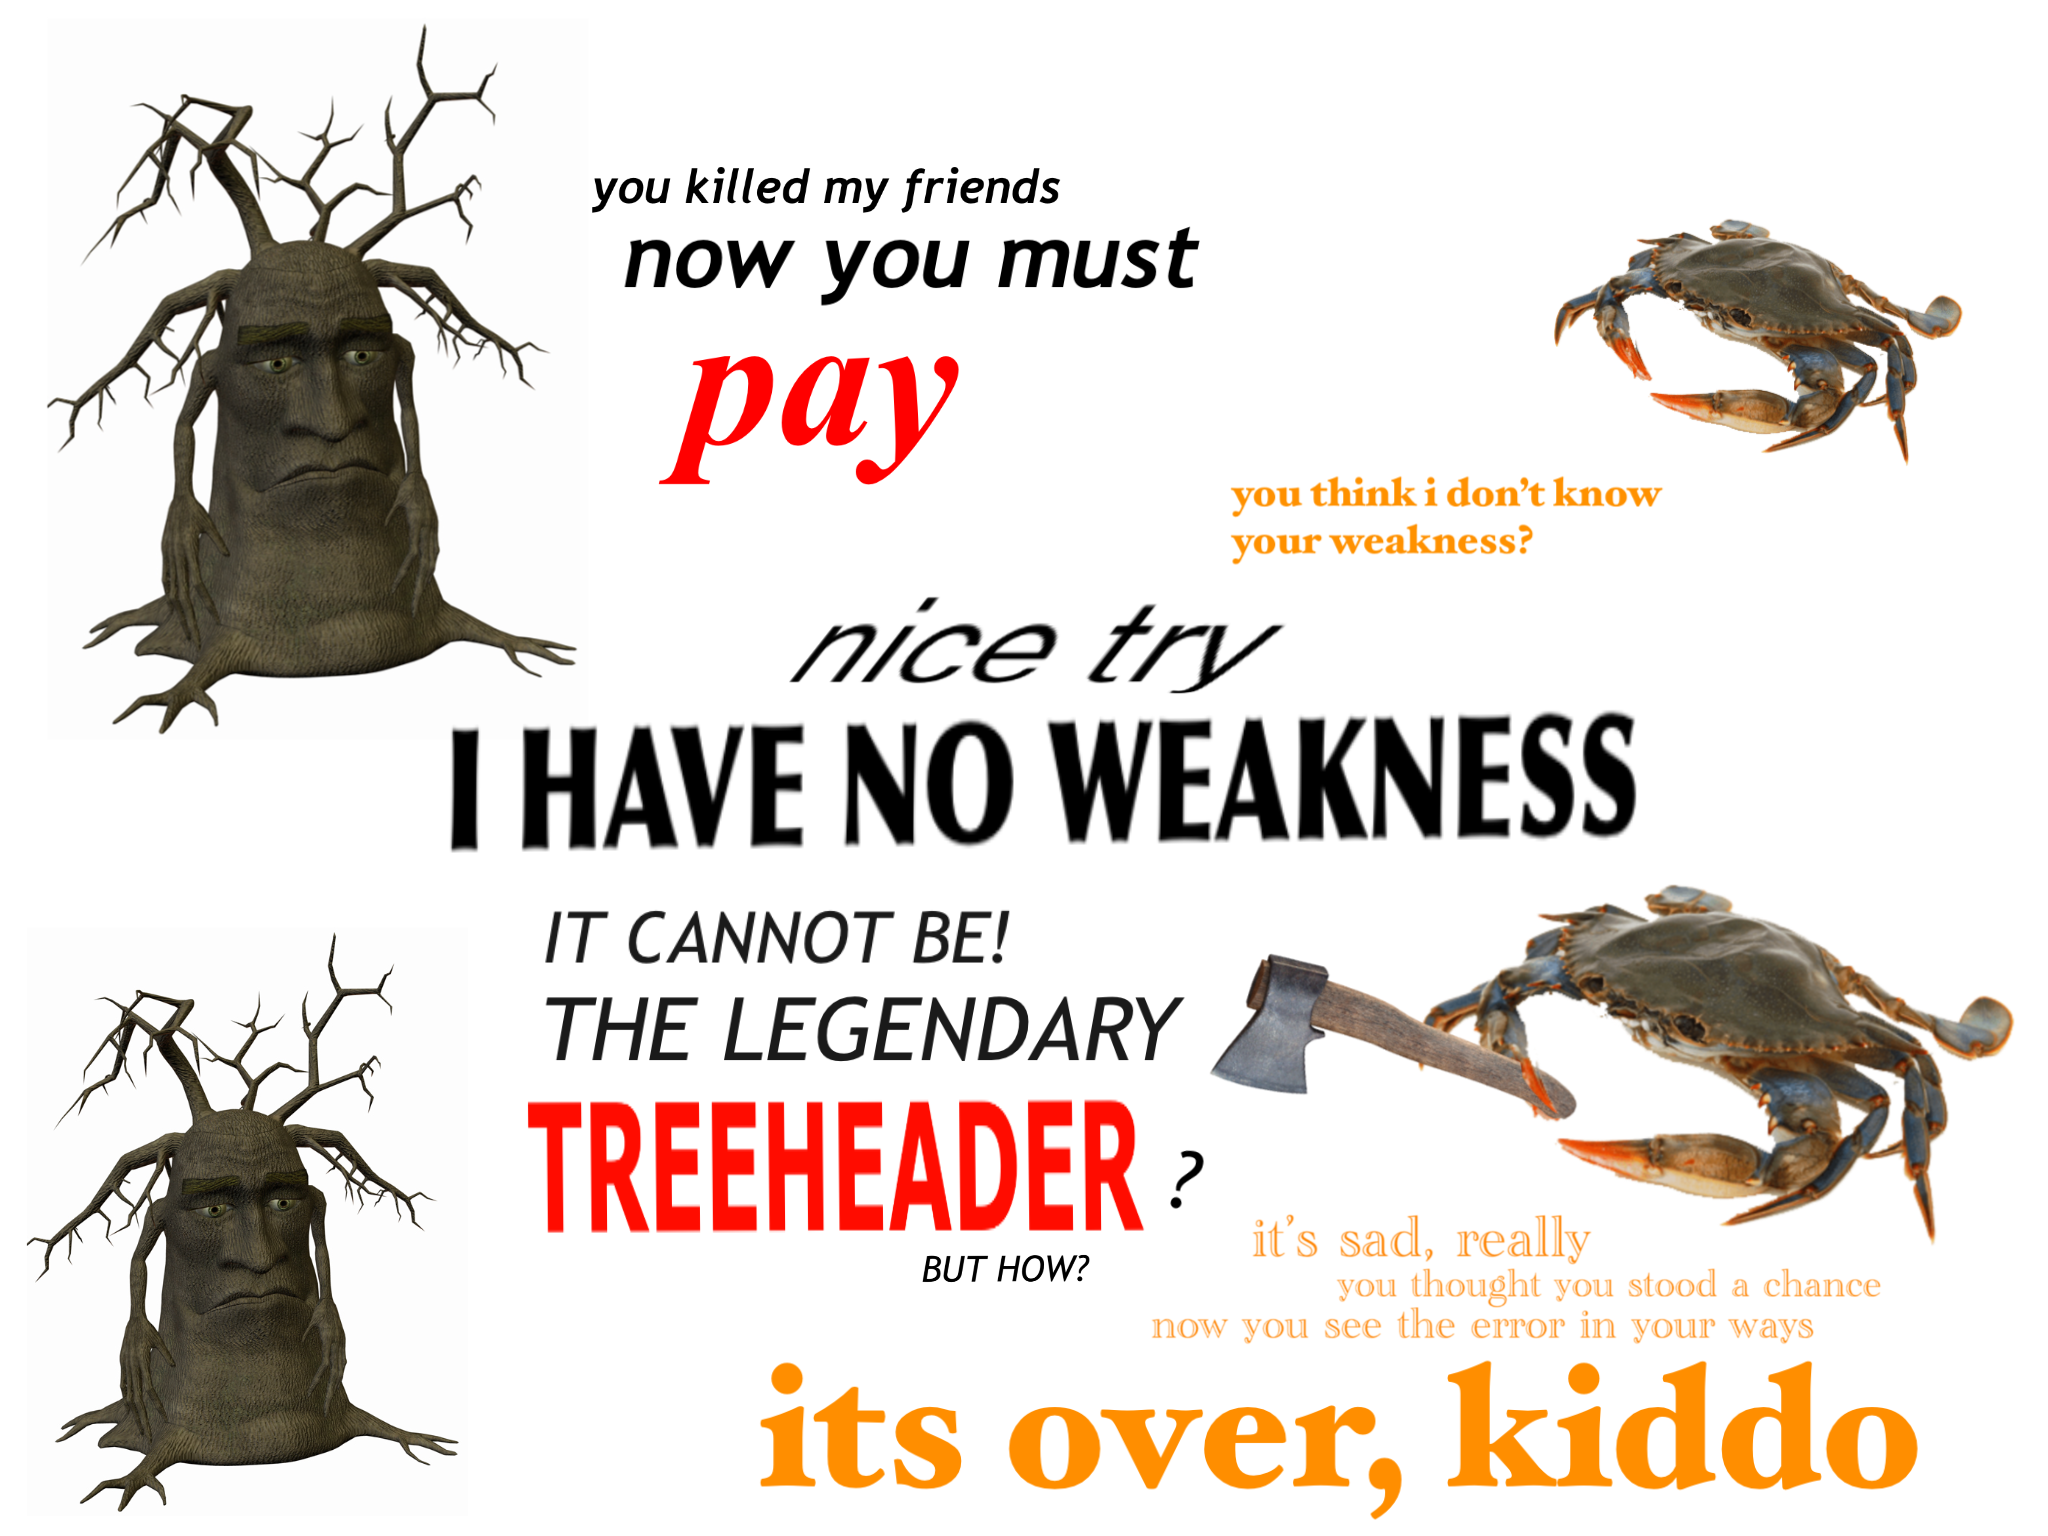 you killed my friends
now you must
pay
you think i don't know
your weakness?
nice try
I HAVE NO WEAKNESS
IT CANNOT BE!
THE LEGENDARY
TREEHEADER ?
BUT HOW?
it's sad, really
you thought you stood a chance
now you see the error in your ways
its over, kiddo